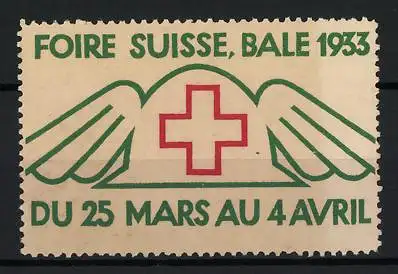 FOIRE SUISSE, BALE 1933
DU 25 MARS AU 4 AVRIL